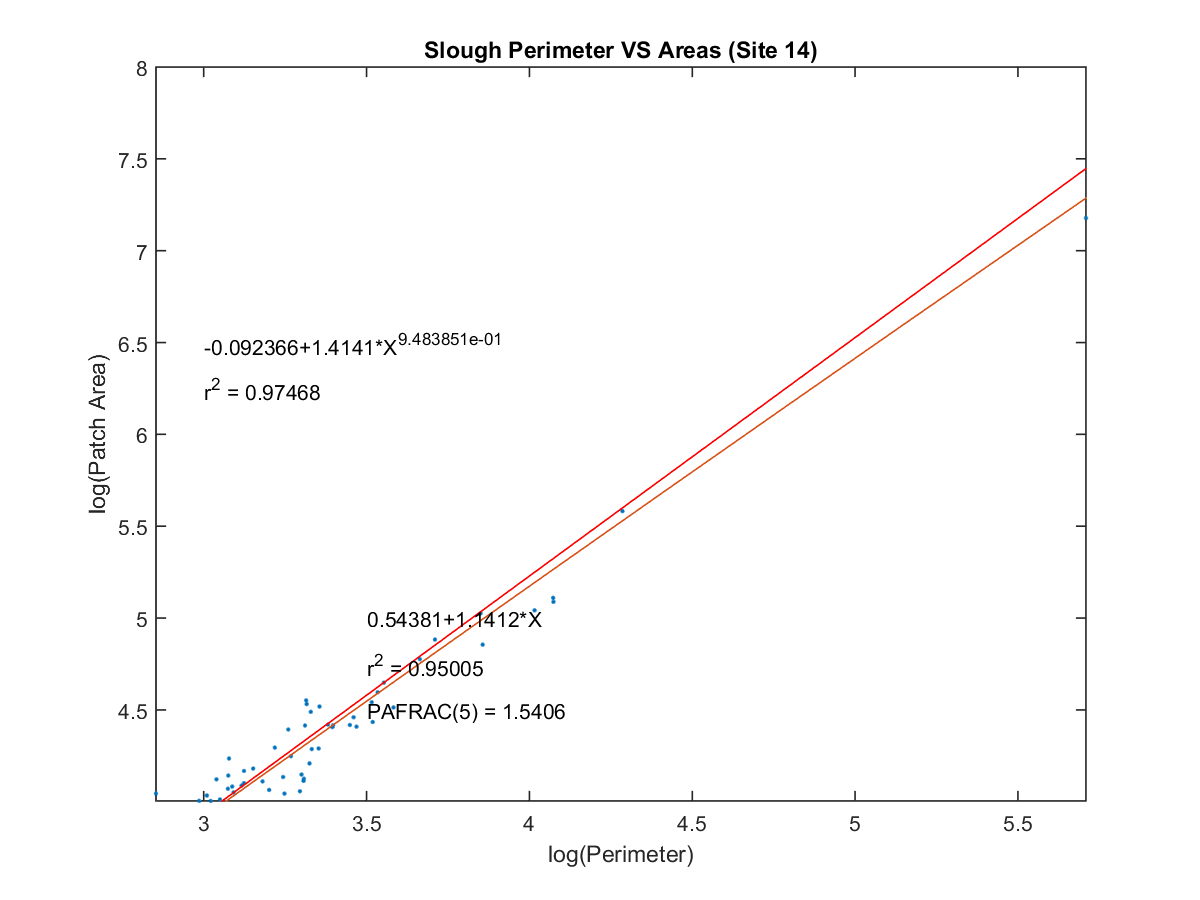 Slough Perimeter VS Areas (Site 14)
8
7.5
7
6.5
6
5.5
5
4.5
log(Patch Area)
-0.092366+1.4141*X^9.483851e-01
r^2 = 0.97468
0.54381+1.1412*X
r^2 = 0.95005
PAFRAC(5) = 1.5406
3 3.5 4 4.5 5 5.5
log(Perimeter)